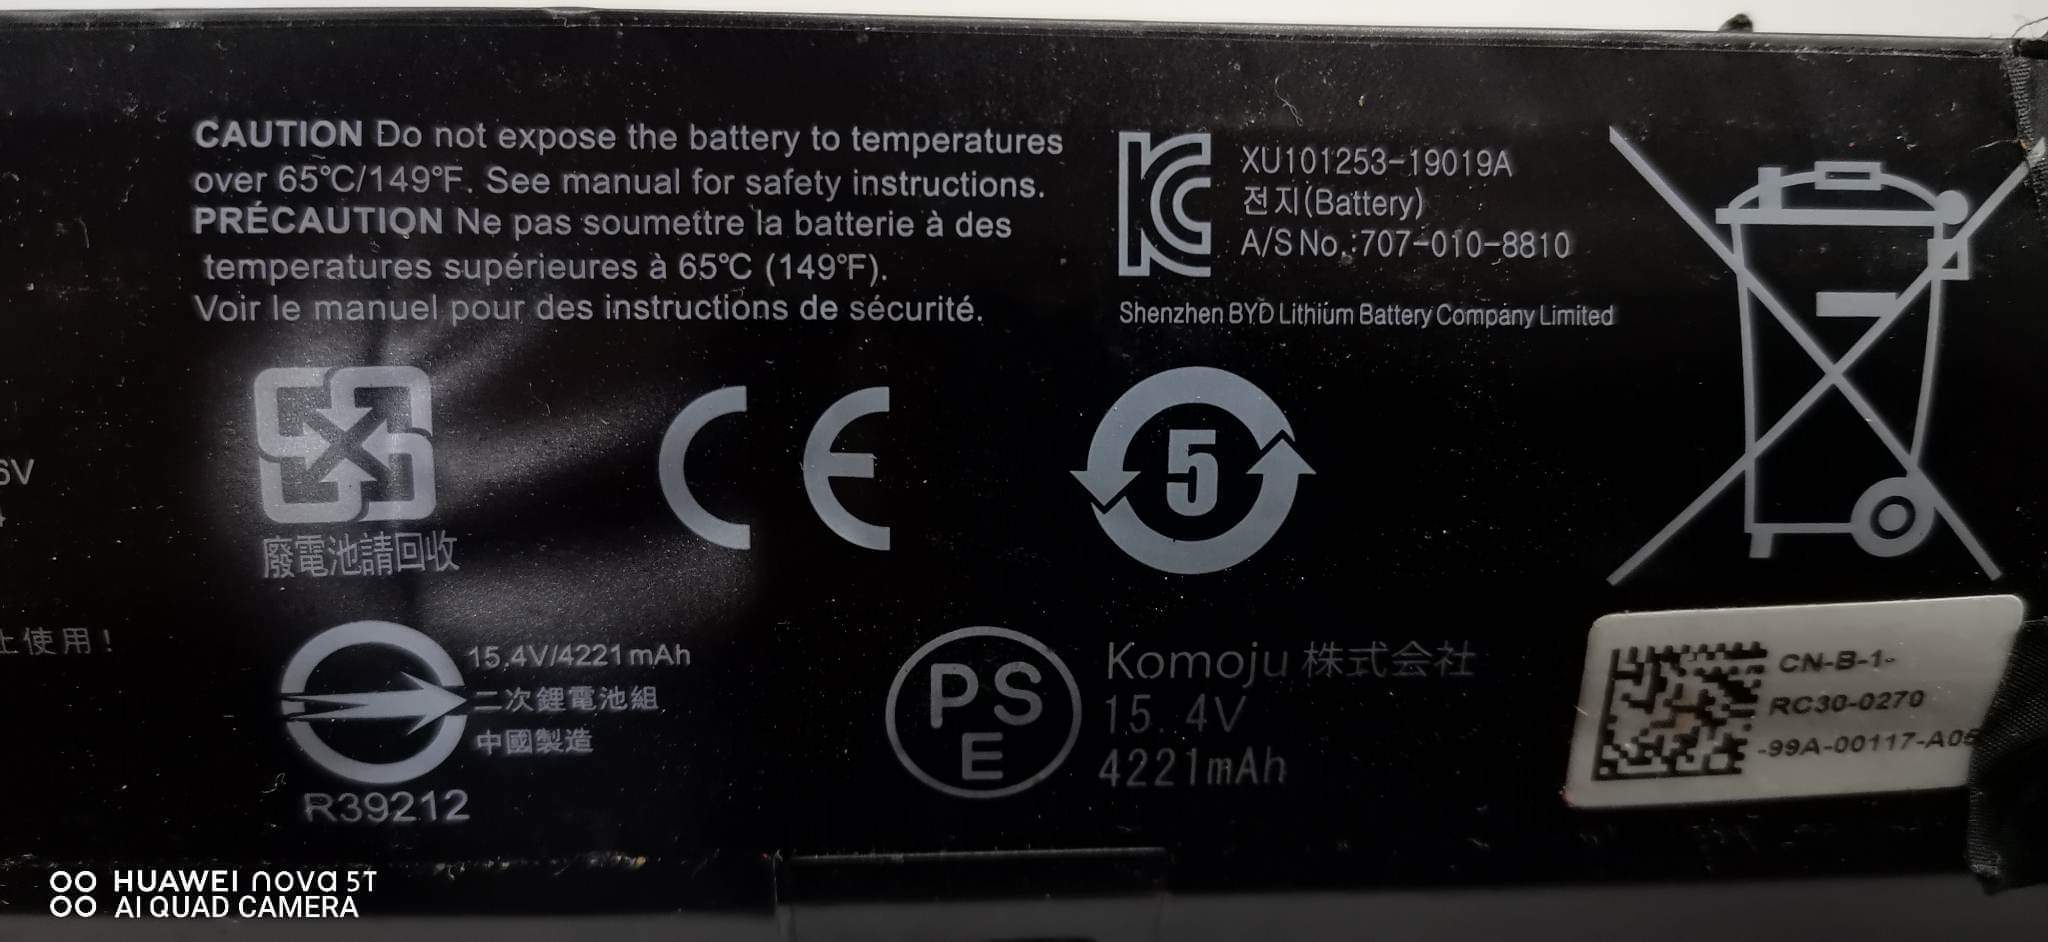 CAUTION Do not expose the battery to temperatures
over 65℃/149℉. See manual for safety instructions.
PRÉCAUTION Ne pas soumettre la batterie à des
temperatures supérieures à 65℃ (149℉).
Voir le manuel pour des instructions de sécurité.
XU101253-19019A
전지(Battery)
A/S No.:707-010-8810
Shenzhen BYD Lithium Battery Company Limited
6V
廢電池請回收
CE
5
使用！
15.4V/4221mAh
二次鋰電池組
中國製造
R39212
PS
E
Komoju 株式会社
15.4V
4221mAh
CN-B-1-
RC30-0270
-99A-00117-A05
HUAWEI nova 5T
AI QUAD CAMERA